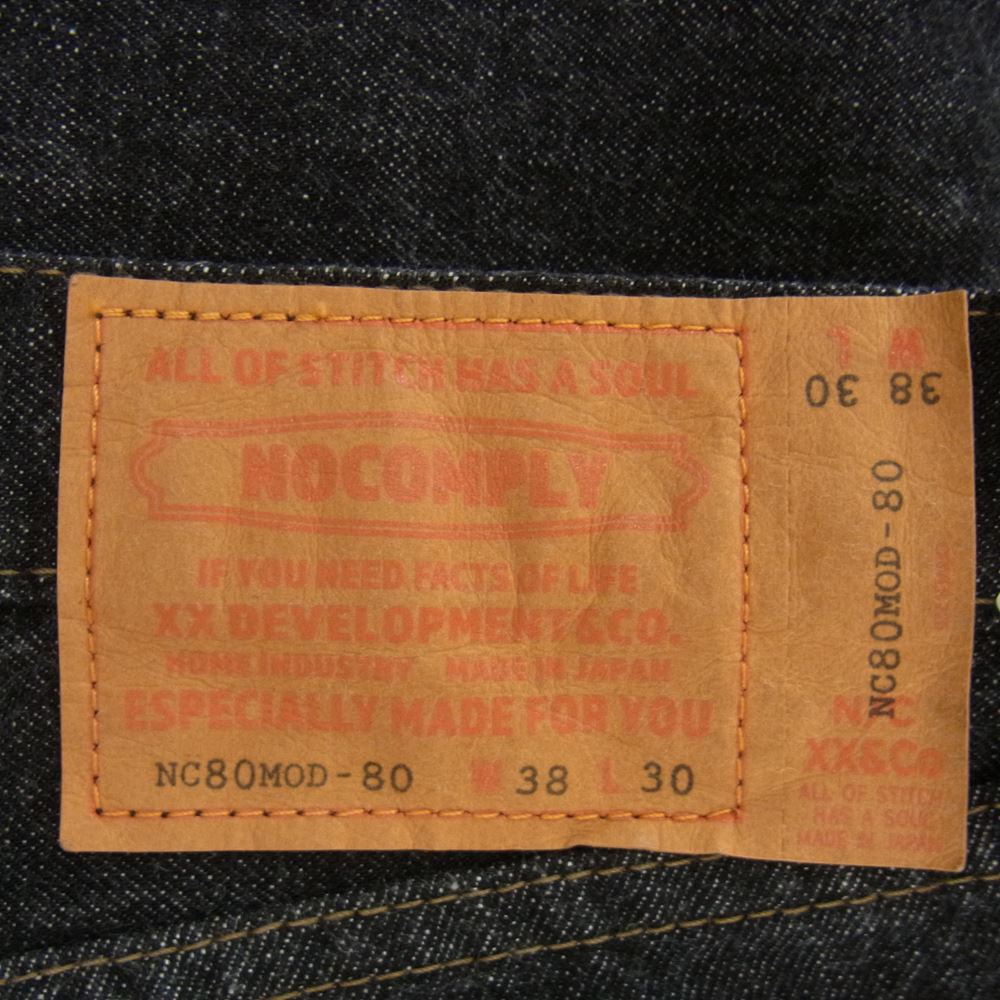 ALL OF STITCH HAS A SOUL
NOCOMPLY
IF YOU NEED FACTS OF LIFE
XX DEVELOPMENT&CO.
HOME INDUSTRY MADE IN JAPAN
ESPECIALLY MADE FOR YOU
NC80MOD-80 W 38 L 30
W L
38 30
NC80MOD-80
N.C
XX&Co
ALL OF STITCH
HAS A SOUL
MADE IN JAPAN